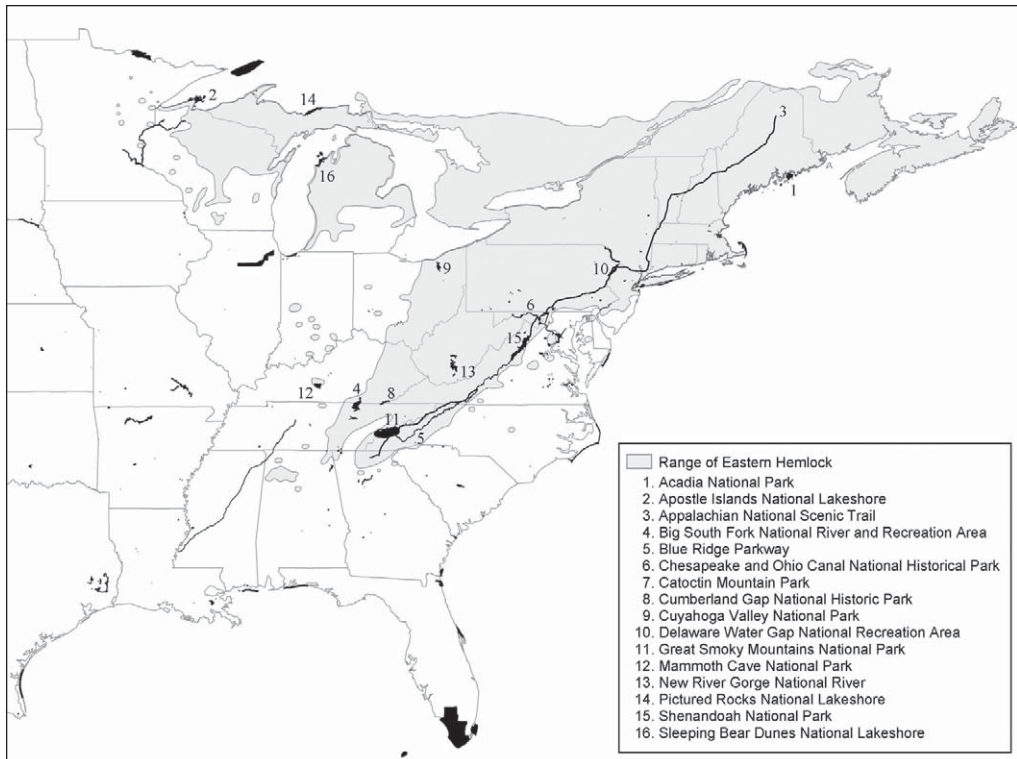 2
14
3
16
1
9
10
6
15
13
12
4
8
11
5
Range of Eastern Hemlock
1. Acadia National Park
2. Apostle Islands National Lakeshore
3. Appalachian National Scenic Trail
4. Big South Fork National River and Recreation Area
5. Blue Ridge Parkway
6. Chesapeake and Ohio Canal National Historical Park
7. Catoctin Mountain Park
8. Cumberland Gap National Historic Park
9. Cuyahoga Valley National Park
10. Delaware Water Gap National Recreation Area
11. Great Smoky Mountains National Park
12. Mammoth Cave National Park
13. New River Gorge National River
14. Pictured Rocks National Lakeshore
15. Shenandoah National Park
16. Sleeping Bear Dunes National Lakeshore